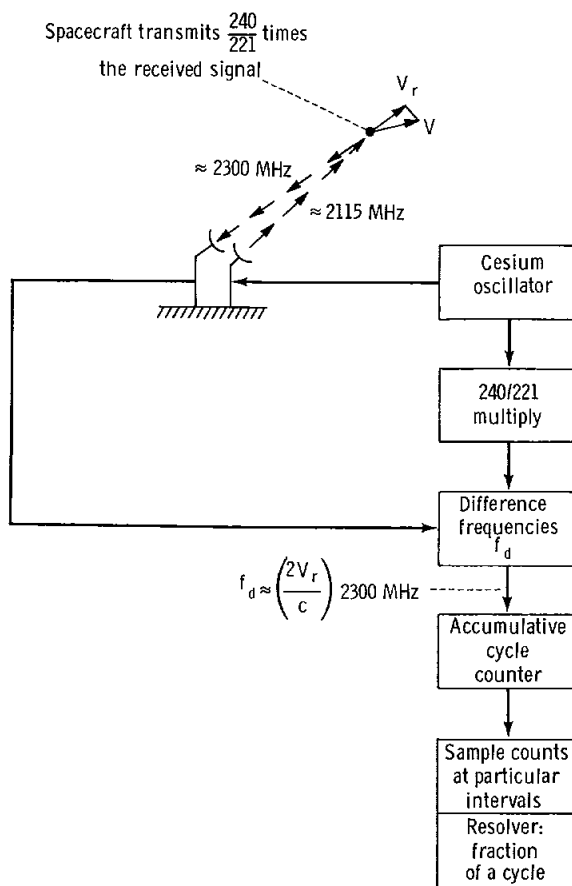 Spacecraft transmits 240/221 times
the received signal
V_r
V
≈ 2300 MHz
≈ 2115 MHz
Cesium
oscillator
240/221
multiply
Difference
frequencies
f_d
f_d ≈ (2V_r/c) 2300 MHz
Accumulative
cycle
counter
Sample counts
at particular
intervals
Resolver:
fraction
of a cycle